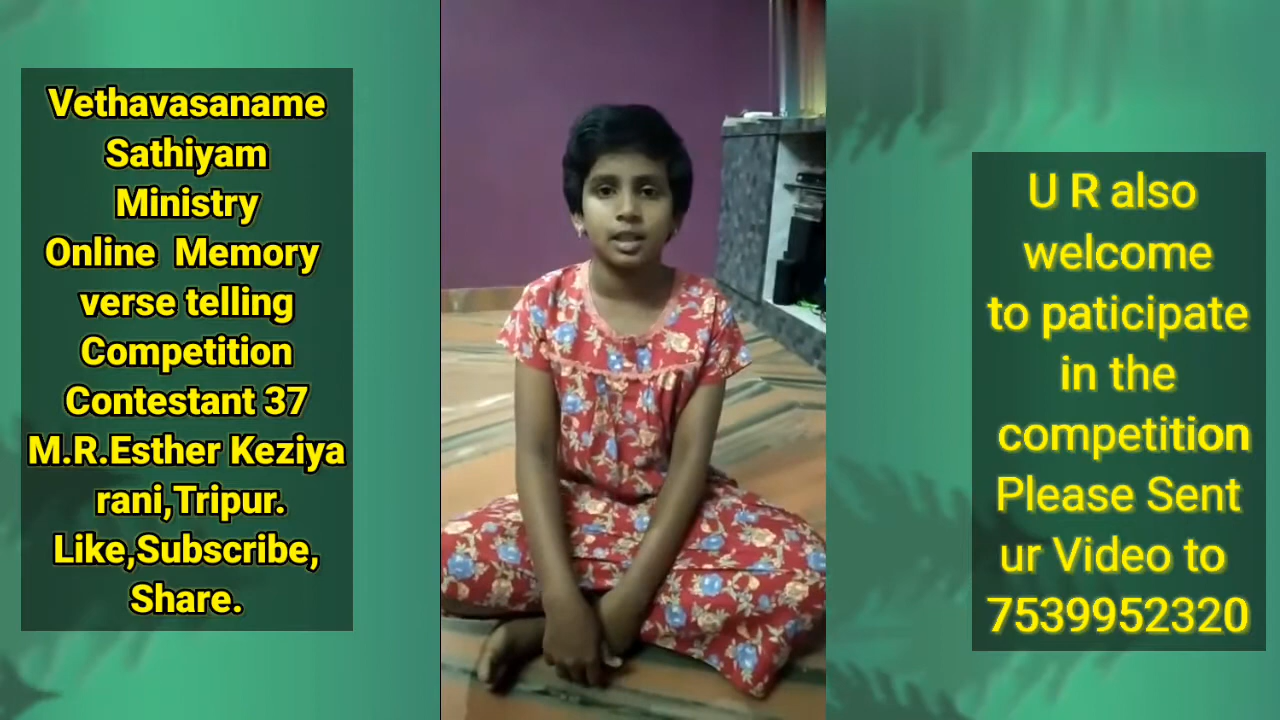 Vethavasaname
Sathiyam
Ministry
Online Memory
verse telling
Competition
Contestant 37
M.R.Esther Keziya
rani,Tripur.
Like,Subscribe,
Share.
U R also
welcome
to paticipate
in the
competition
Please Sent
ur Video to
7539952320